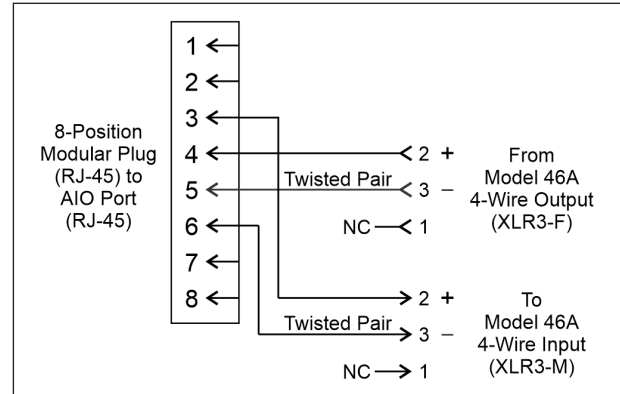 8-Position
Modular Plug
(RJ-45) to
AIO Port
(RJ-45)
1
2
3
4
5
6
7
8
Twisted Pair
2 +
3 –
NC 1
From
Model 46A
4-Wire Output
(XLR3-F)
Twisted Pair
2 +
3 –
NC 1
To
Model 46A
4-Wire Input
(XLR3-M)